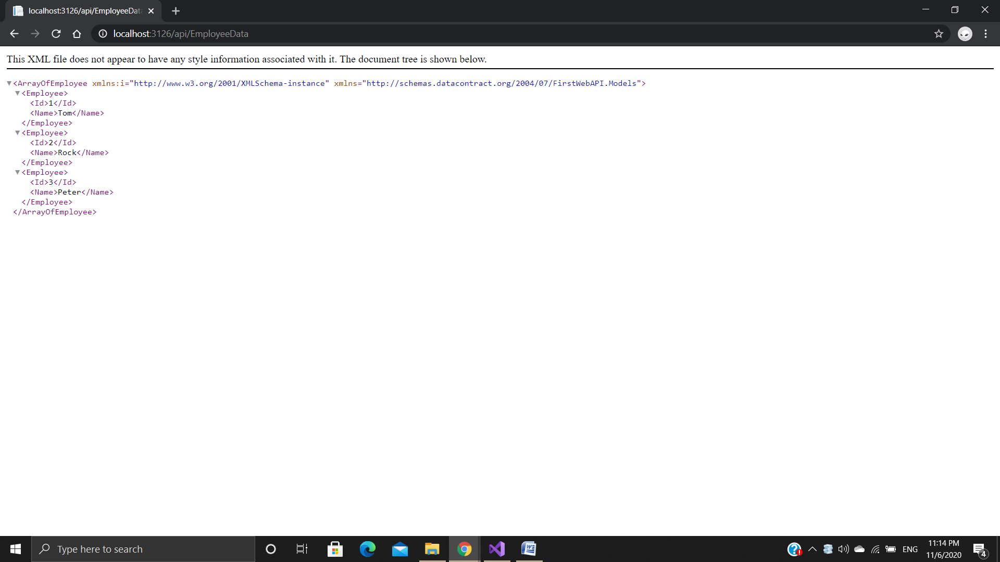 localhost:3126/api/EmployeeData
localhost:3126/api/EmployeeData
This XML file does not appear to have any style information associated with it. The document tree is shown below.
▼<ArrayOfEmployee xmlns:i="http://www.w3.org/2001/XMLSchema-instance" xmlns="http://schemas.datacontract.org/2004/07/FirstWebAPI.Models">
▼<Employee>
<Id>1</Id>
<Name>Tom</Name>
</Employee>
▼<Employee>
<Id>2</Id>
<Name>Rock</Name>
</Employee>
▼<Employee>
<Id>3</Id>
<Name>Peter</Name>
</Employee>
</ArrayOfEmployee>
Type here to search
ENG
11:14 PM
11/6/2020
4